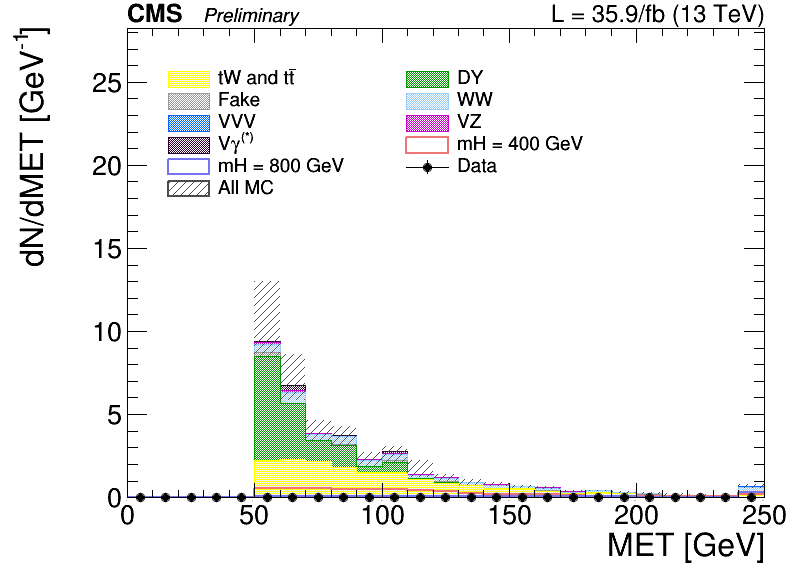 CMS Preliminary L = 35.9/fb (13 TeV)
dN/dMET [GeV⁻¹]
tW and tt̄ DY
Fake WW
VVV VZ
Vγ(*) mH = 400 GeV
mH = 800 GeV Data
All MC
25
20
15
10
5
0
0 50 100 150 200 250
MET [GeV]